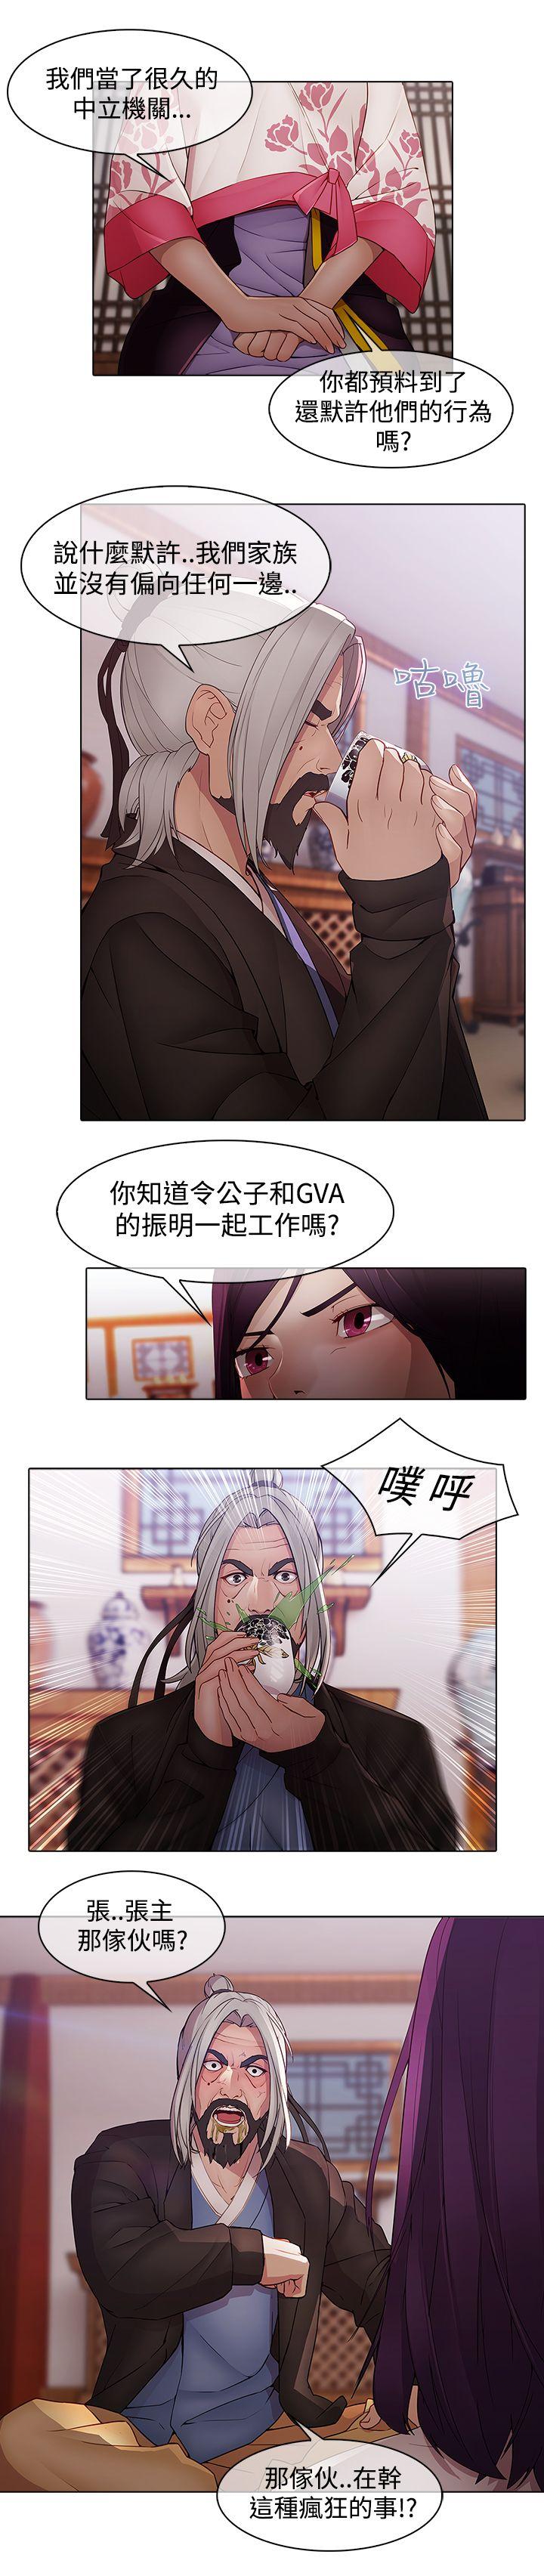 我們當了很久的
中立機關...
你都預料到了
還默許他們的行為
嗎?
說什麼默許..我們家族
並沒有偏向任何一邊..
咕嚕
你知道令公子和GVA
的振明一起工作嗎?
噗呼
張..張主
那傢伙嗎?
那傢伙..在幹
這種瘋狂的事!?